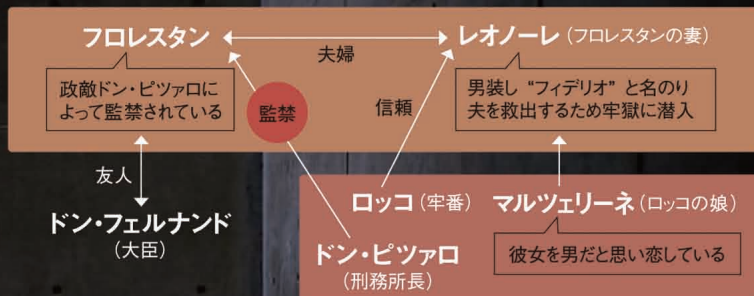 フロレスタン
夫婦
レオノーレ(フロレスタンの妻)
政敵ドン・ピツァロに
よって監禁されている
監禁
信頼
男装し“フィデリオ”と名のり
夫を救出するため牢獄に潜入
友人
ドン・フェルナンド
(大臣)
ロッコ(牢番)
マルツェリーネ(ロッコの娘)
ドン・ピツァロ
(刑務所長)
彼女を男だと思い恋している